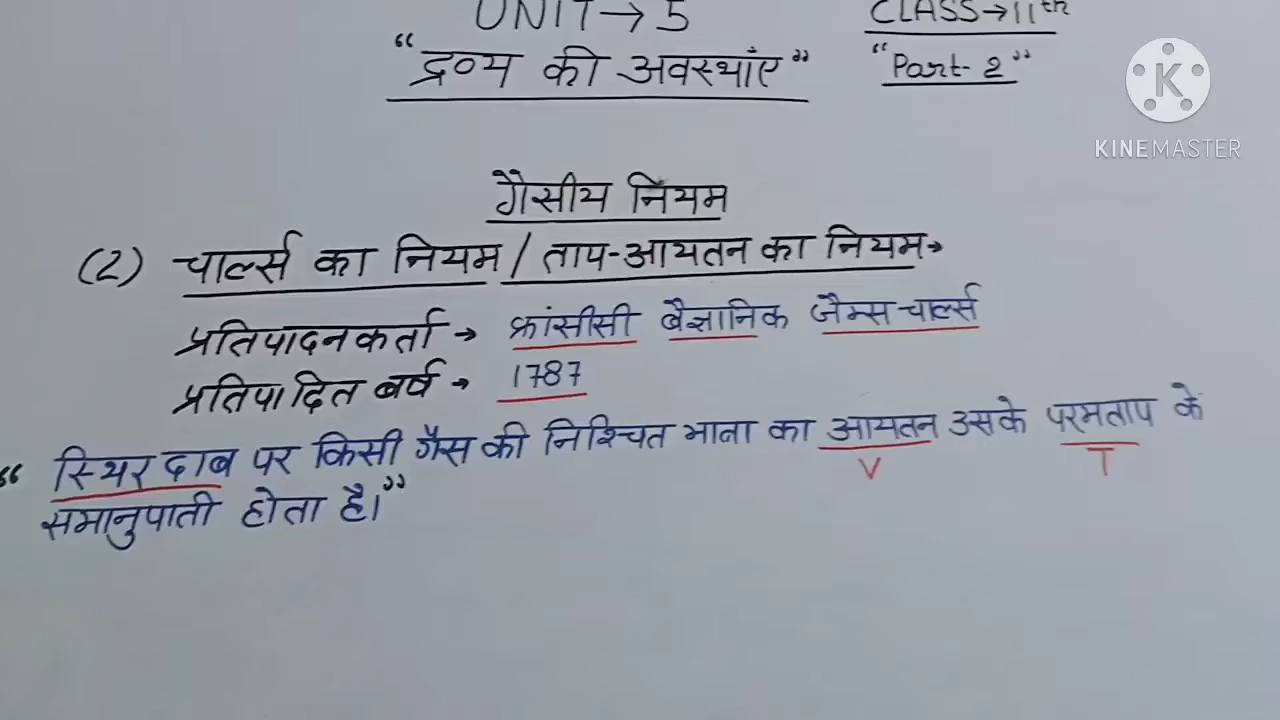 UNIT→5
CLASS→11th
"द्रव्य की अवस्थाएं"
"Part-2"
K
KINEMASTER
गैसीय नियम
(2) चार्ल्स का नियम / ताप-आयतन का नियम→
प्रतिपादनकर्ता → फ्रांसीसी बैज्ञानिक जैम्स चार्ल्स
प्रतिपादित बर्ष → 1787
"स्थिर दाब पर किसी गैस की निश्चित मात्रा का आयतन उसके परमताप के
V T
समानुपाती होता है।"